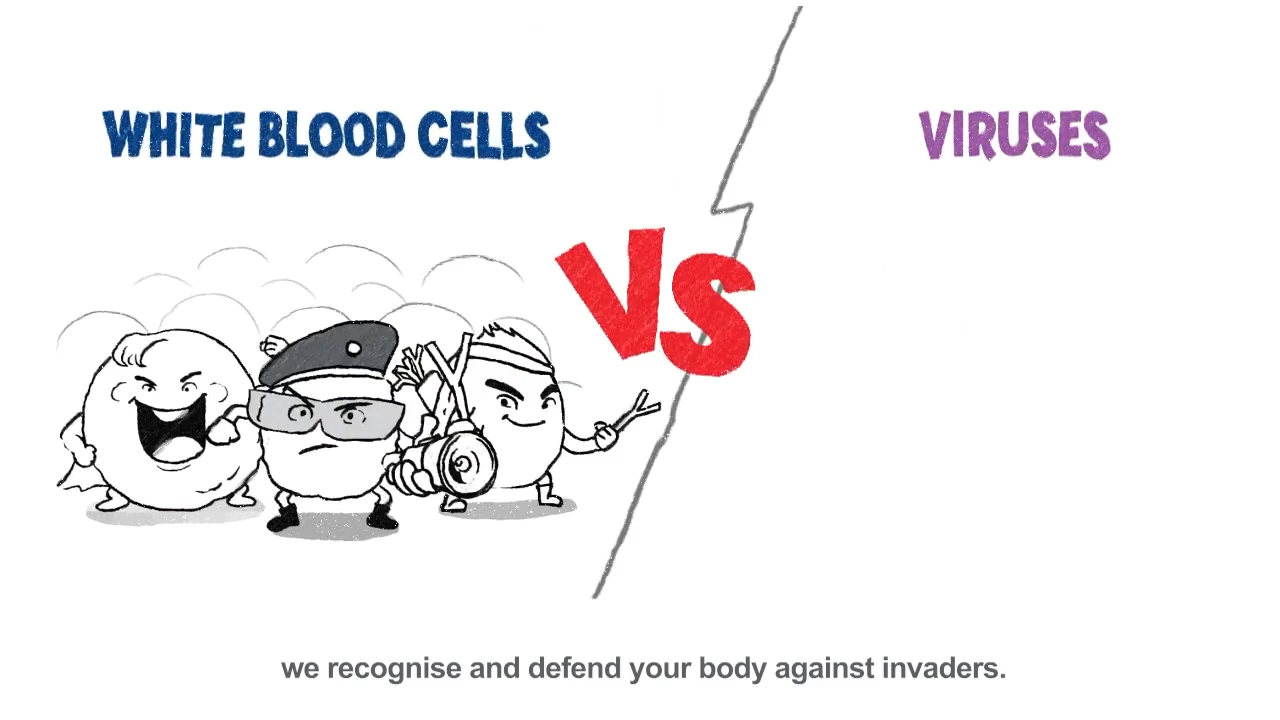 WHITE BLOOD CELLS
VIRUSES
VS
we recognise and defend your body against invaders.